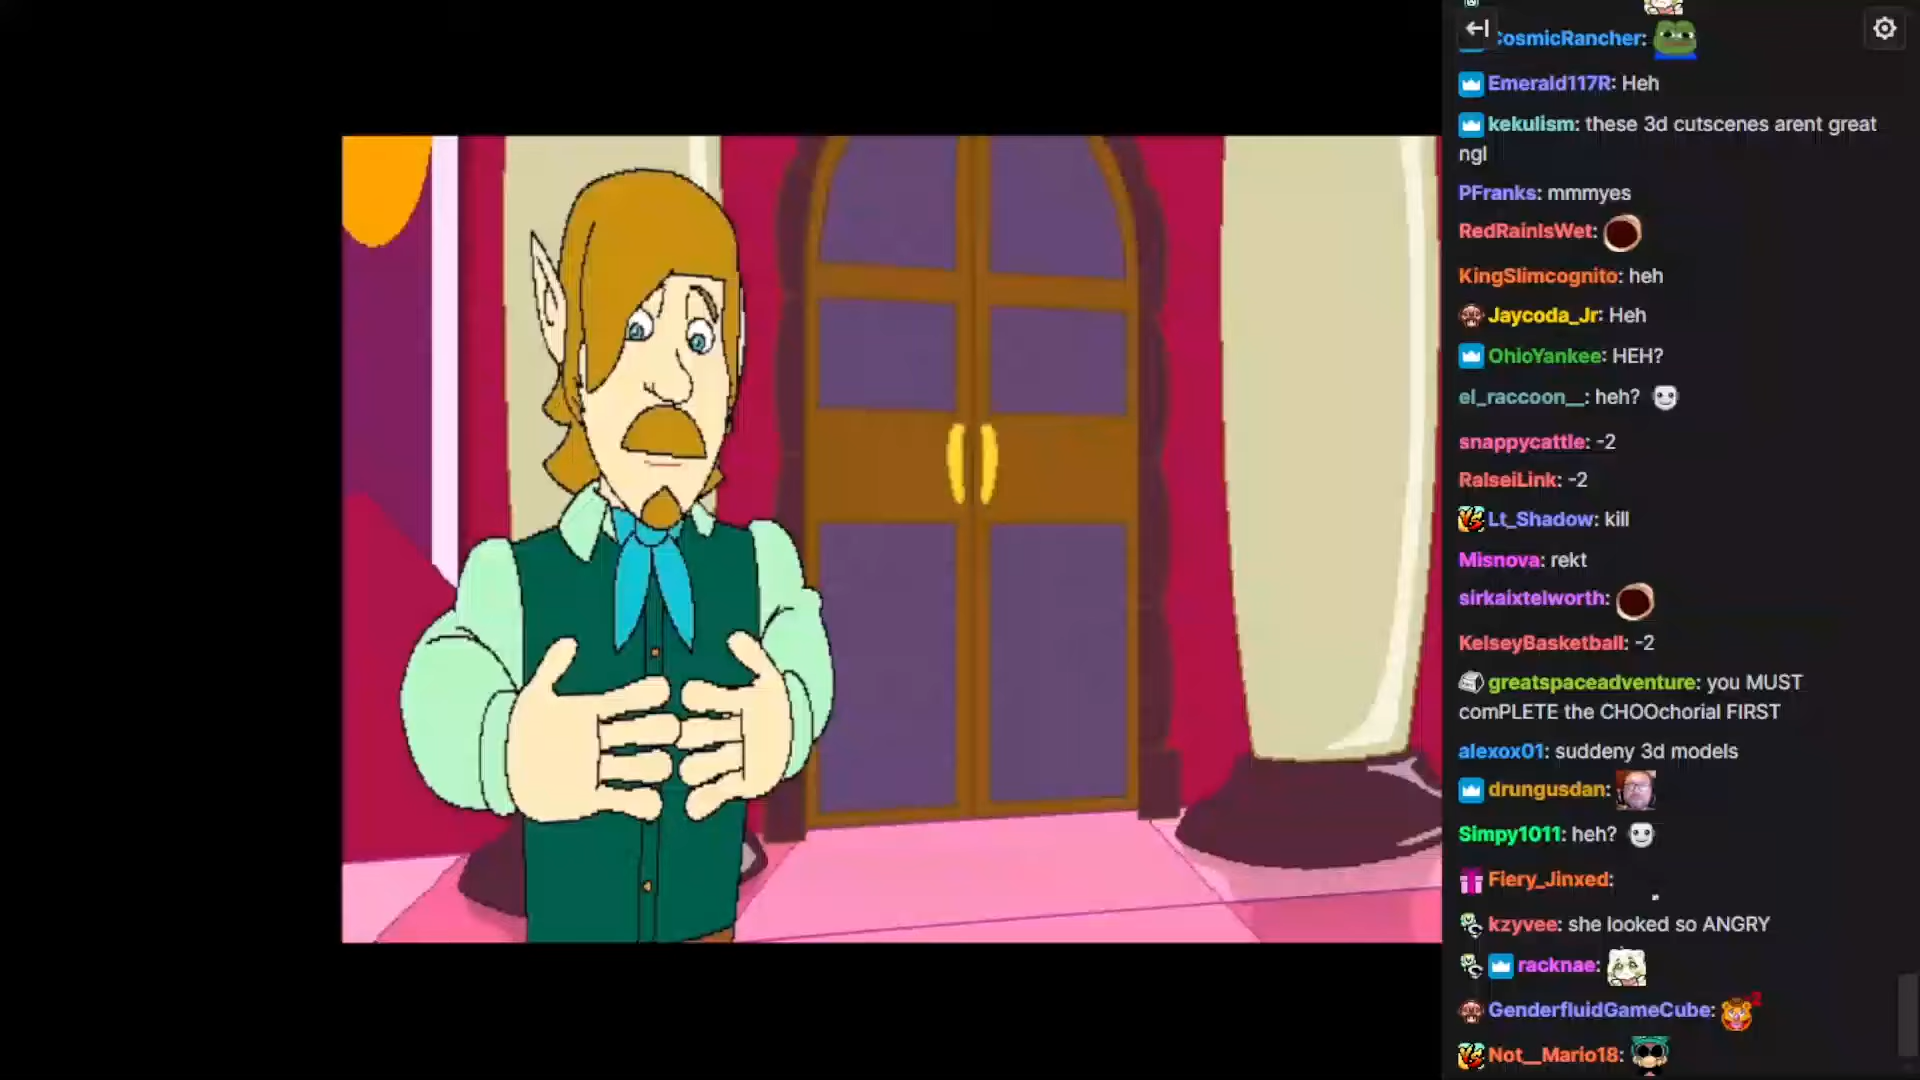 CosmicRancher:
Emerald117R: Heh
kekulism: these 3d cutscenes arent great
ngl
PFranks: mmmyes
RedRainIsWet:
KingSlimcognito: heh
Jaycoda_Jr: Heh
OhioYankee: HEH?
el_raccoon__: heh?
snappycattle: -2
RalseiLink: -2
Lt_Shadow: kill
Misnova: rekt
sirkaixtelworth:
KelseyBasketball: -2
greatspaceadventure: you MUST
comPLETE the CHOOchorial FIRST
alexox01: suddeny 3d models
drungusdan:
Simpy1011: heh?
Fiery_Jinxed:
kzyvee: she looked so ANGRY
racknae:
GenderfluidGameCube:
Not__Mario18: